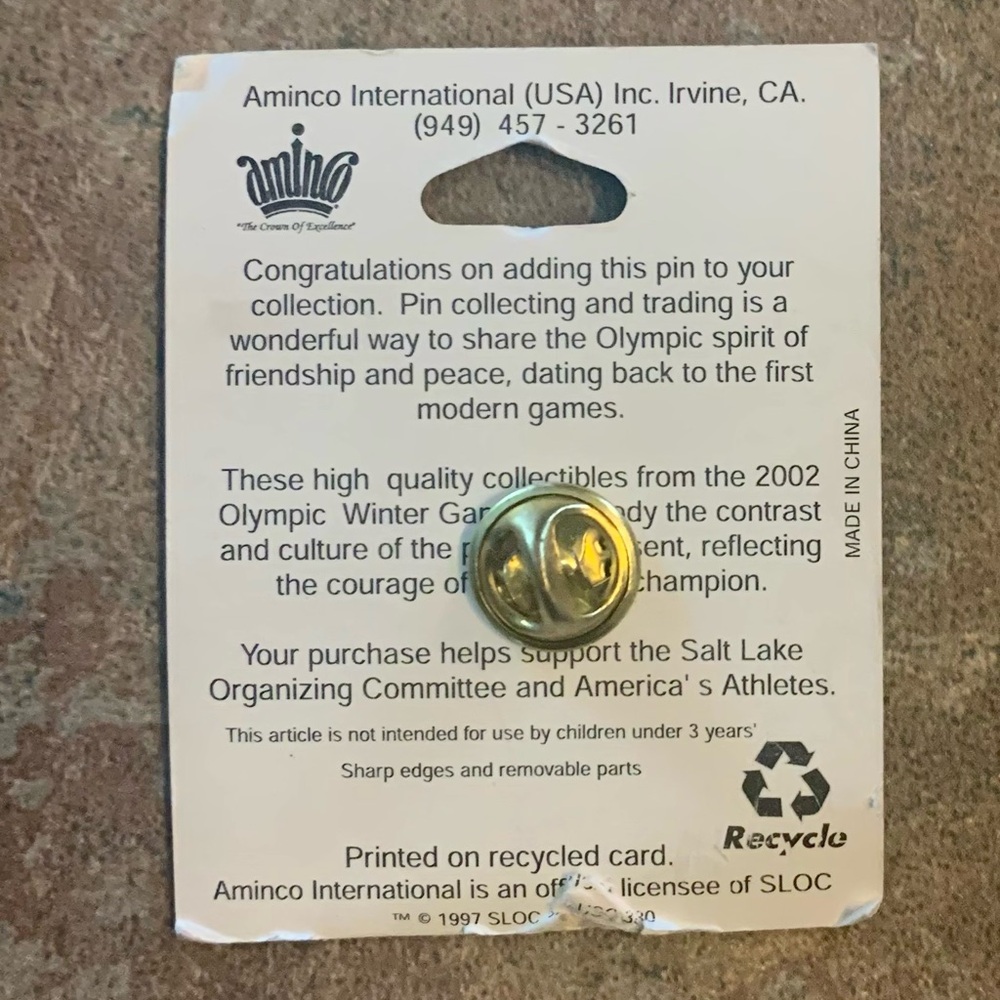 Aminco International (USA) Inc. Irvine, CA.
(949) 457 - 3261
aminco
"The Crown Of Excellence"
Congratulations on adding this pin to your
collection. Pin collecting and trading is a
wonderful way to share the Olympic spirit of
friendship and peace, dating back to the first
modern games.
These high quality collectibles from the 2002
Olympic Winter the contrast
and culture of the reflecting
the courage of champion.
Your purchase helps support the Salt Lake
Organizing Committee and America' s Athletes.
This article is not intended for use by children under 3 years'
Sharp edges and removable parts
MADE IN CHINA
Recycle
Printed on recycled card.
Aminco International is an licensee of SLOC
™ © 1997 SLOC